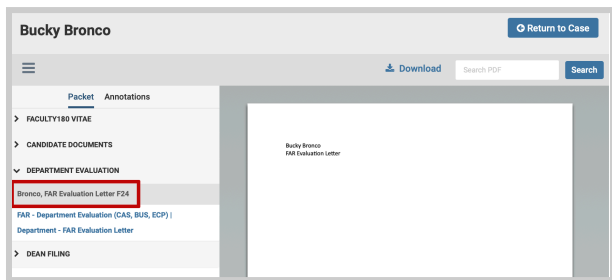 Bucky Bronco
Return to Case
Download
Search PDF
Search
Packet Annotations
FACULTY180 VITAE
CANDIDATE DOCUMENTS
DEPARTMENT EVALUATION
Bronco, FAR Evaluation Letter F24
FAR - Department Evaluation (CAS, BUS, ECP) |
Department - FAR Evaluation Letter
DEAN FILING
Bucky Bronco
FAR Evaluation Letter